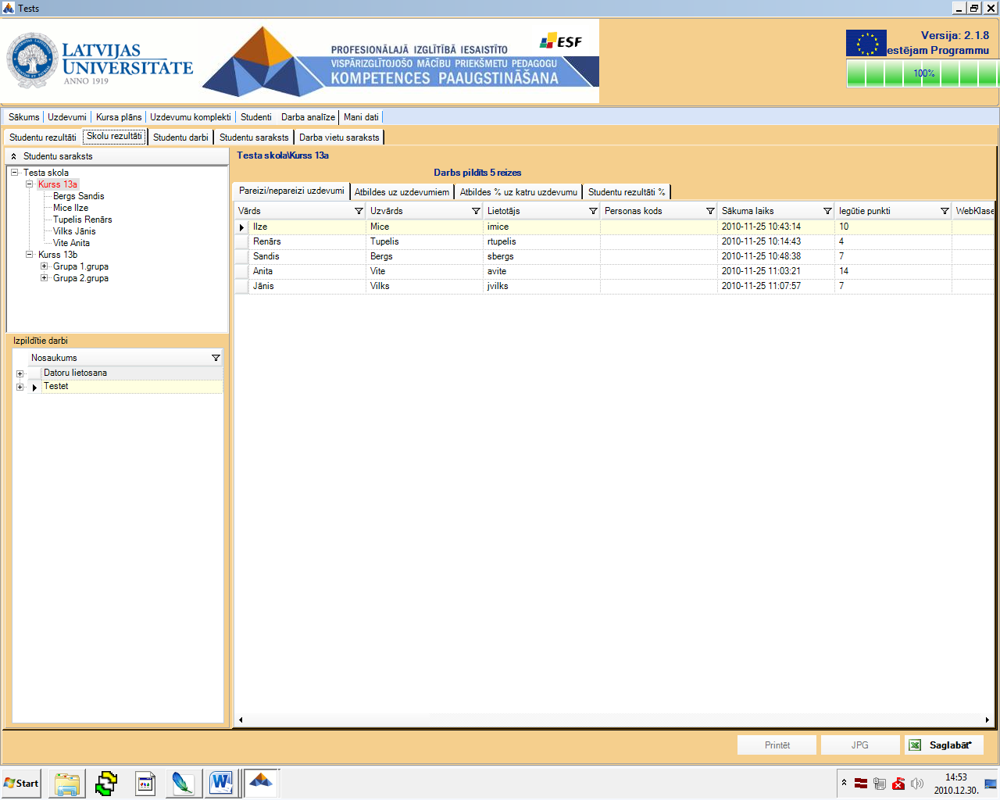 Tests
LATVIJAS
UNIVERSITATE
ANNO 1919
PROFESIONĀLAJĀ IZGLĪTĪBĀ IESAISTĪTO
VISPĀRIZGLĪTOJOŠO MĀCĪBU PRIEKŠMETU PEDAGOGU
KOMPETENCES PAAUGSTINĀŠANA
ESF
Versija: 2.1.8
estējam Programmu
100%
Sākums Uzdevumi Kursa plāns Uzdevumu komplekti Studenti Darba analīze Mani dati
Studentu rezultāti Skolu rezultāti Studentu darbi Studentu saraksts Darba vietu saraksts
Studentu saraksts
Testa skola
Kurss 13a
Bergs Sandis
Mice Ilze
Tupelis Renārs
Vilks Jānis
Vite Anita
Kurss 13b
Grupa 1.grupa
Grupa 2.grupa
Izpildītie darbi
Nosaukums
Datoru lietosana
Testet
Testa skola\Kurss 13a
Darbs pildīts 5 reizes
Pareizi/nepareizi uzdevumi Atbildes uz uzdevumiem Atbildes % uz katru uzdevumu Studentu rezultāti %
Vārds Uzvārds Lietotājs Personas kods Sākuma laiks Iegūtie punkti WebKlase
Ilze Mice imice 2010-11-25 10:43:14 10
Renārs Tupelis rtupelis 2010-11-25 10:14:43 4
Sandis Bergs sbergs 2010-11-25 10:48:38 7
Anita Vite avite 2010-11-25 11:03:21 14
Jānis Vilks jvilks 2010-11-25 11:07:57 7
Printēt JPG Saglabāt"
Start
14:53
2010.12.30.